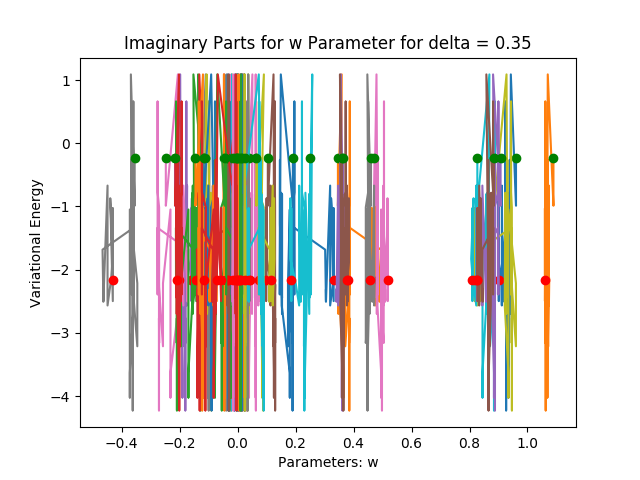 Imaginary Parts for w Parameter for delta = 0.35
Variational Energy
1
0
−1
−2
−3
−4
−0.4 −0.2 0.0 0.2 0.4 0.6 0.8 1.0
Parameters: w